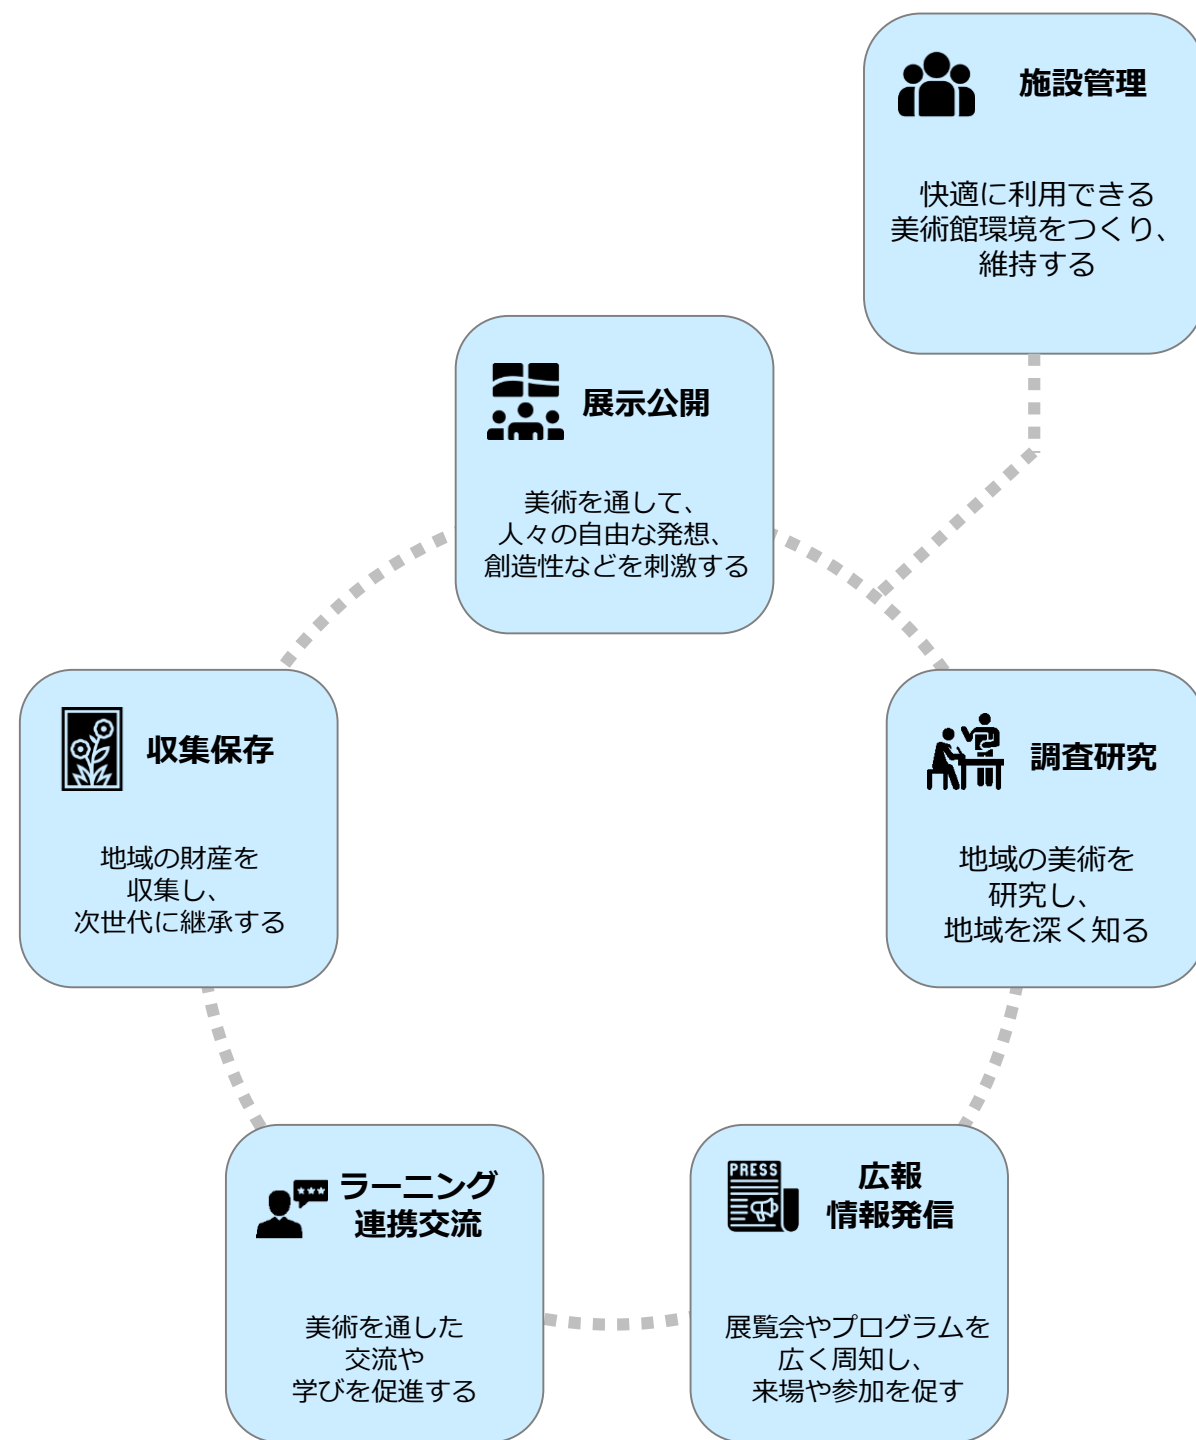 施設管理
快適に利用できる
美術館環境をつくり、
維持する
展示公開
美術を通して、
人々の自由な発想、
創造性などを刺激する
収集保存
地域の財産を
収集し、
次世代に継承する
調査研究
地域の美術を
研究し、
地域を深く知る
ラーニング
連携交流
美術を通した
交流や
学びを促進する
PRESS
広報
情報発信
展覧会やプログラムを
広く周知し、
来場や参加を促す